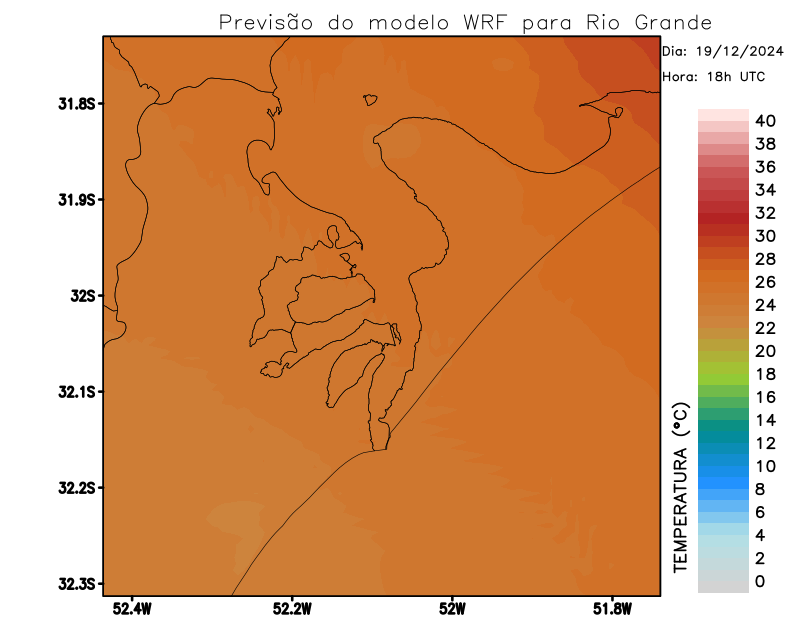 Previsão do modelo WRF para Rio Grande
Dia: 19/12/2024
Hora: 18h UTC
31.8S
31.9S
32S
32.1S
32.2S
32.3S
52.4W
52.2W
52W
51.8W
TEMPERATURA (°C)
40
38
36
34
32
30
28
26
24
22
20
18
16
14
12
10
8
6
4
2
0